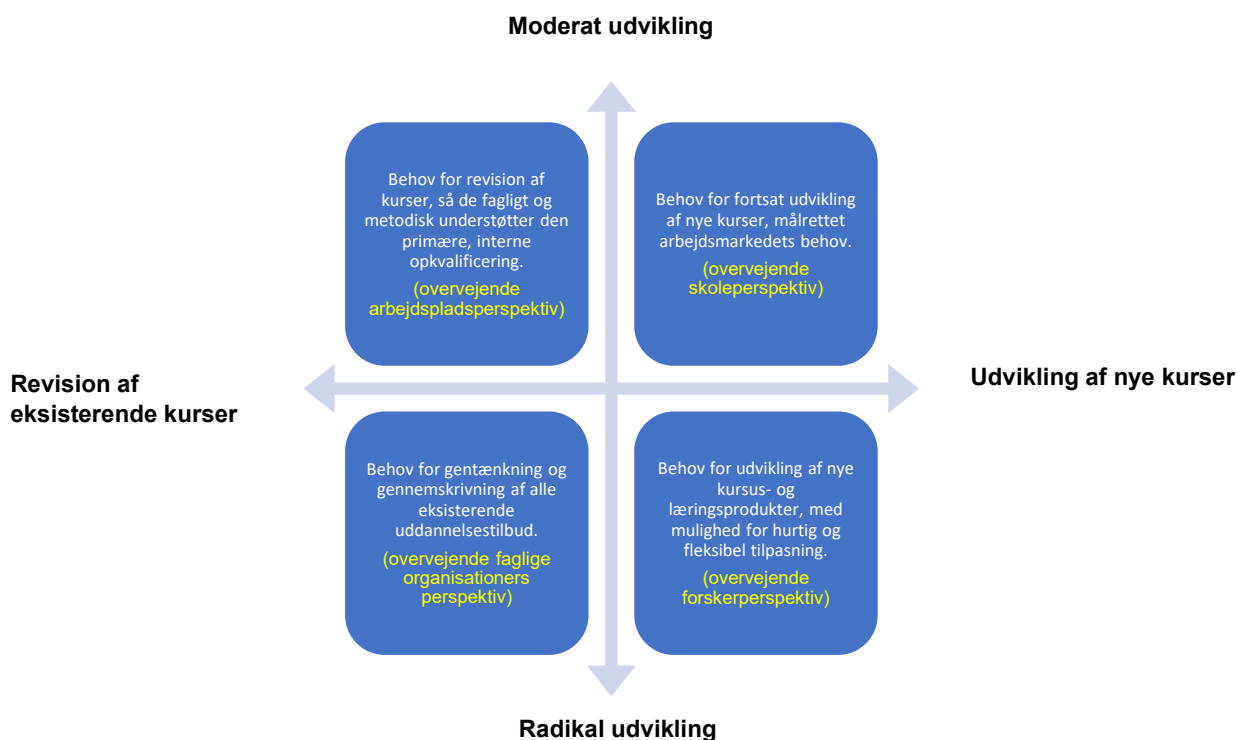 Moderat udvikling
Behov for revision af
kurser, så de fagligt og
metodisk understøtter den
primære, interne
opkvalificering.
(overvejende
arbejdspladsperspektiv)
Behov for fortsat udvikling
af nye kurser, målrettet
arbejdsmarkedets behov.
(overvejende
skoleperspektiv)
Revision af
eksisterende kurser
Udvikling af nye kurser
Behov for gentænkning og
gennemskrivning af alle
eksisterende
uddannelsestilbud.
(overvejende faglige
organisationers
perspektiv)
Behov for udvikling af nye
kursus- og
læringsprodukter, med
mulighed for hurtig og
fleksibel tilpasning.
(overvejende
forskerperspektiv)
Radikal udvikling